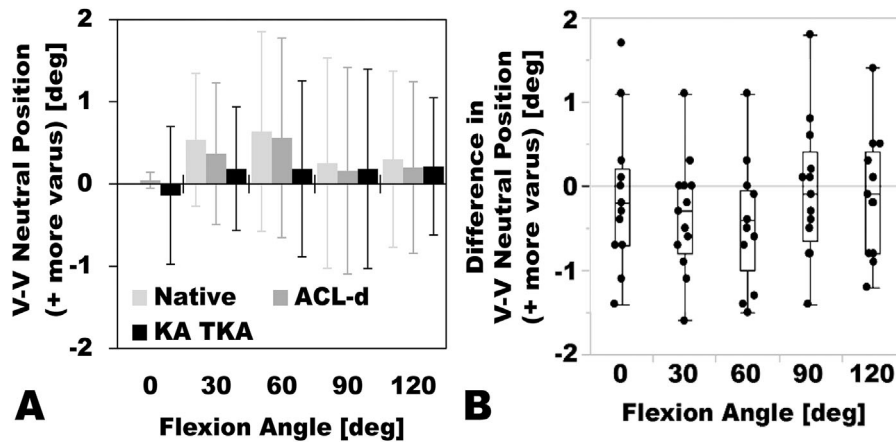 V-V Neutral Position
(+ more varus) [deg]
2
1
0
-1
-2
Native
ACL-d
KA TKA
0 30 60 90 120
Flexion Angle [deg]
A
Difference in
V-V Neutral Position
(+ more varus) [deg]
2
1
0
-1
-2
0 30 60 90 120
Flexion Angle [deg]
B